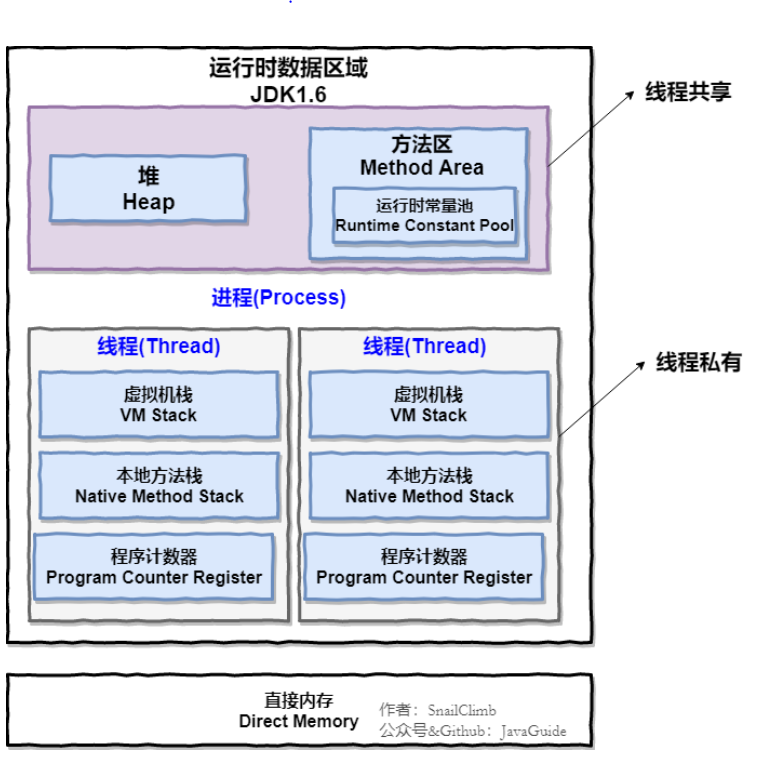 运行时数据区域
JDK1.6
线程共享
堆
Heap
方法区
Method Area
运行时常量池
Runtime Constant Pool
进程(Process)
线程(Thread)
虚拟机栈
VM Stack
本地方法栈
Native Method Stack
程序计数器
Program Counter Register
线程(Thread)
虚拟机栈
VM Stack
本地方法栈
Native Method Stack
程序计数器
Program Counter Register
线程私有
直接内存
Direct Memory
作者：SnailClimb
公众号&Github：JavaGuide